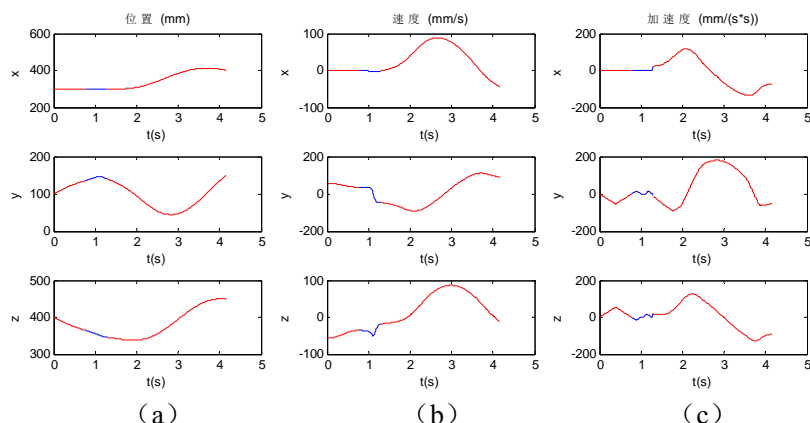 位置 (mm)
速度 (mm/s)
加速度 (mm/(s*s))
600
400
200
x
0 1 2 3 4 5
t(s)
100
0
-100
x
0 1 2 3 4 5
t(s)
200
0
-200
x
0 1 2 3 4 5
t(s)
200
100
0
y
0 1 2 3 4 5
t(s)
200
0
-200
y
0 1 2 3 4 5
t(s)
200
0
-200
y
0 1 2 3 4 5
t(s)
500
400
300
z
0 1 2 3 4 5
t(s)
100
0
-100
z
0 1 2 3 4 5
t(s)
200
0
-200
z
0 1 2 3 4 5
t(s)
（a）
（b）
（c）